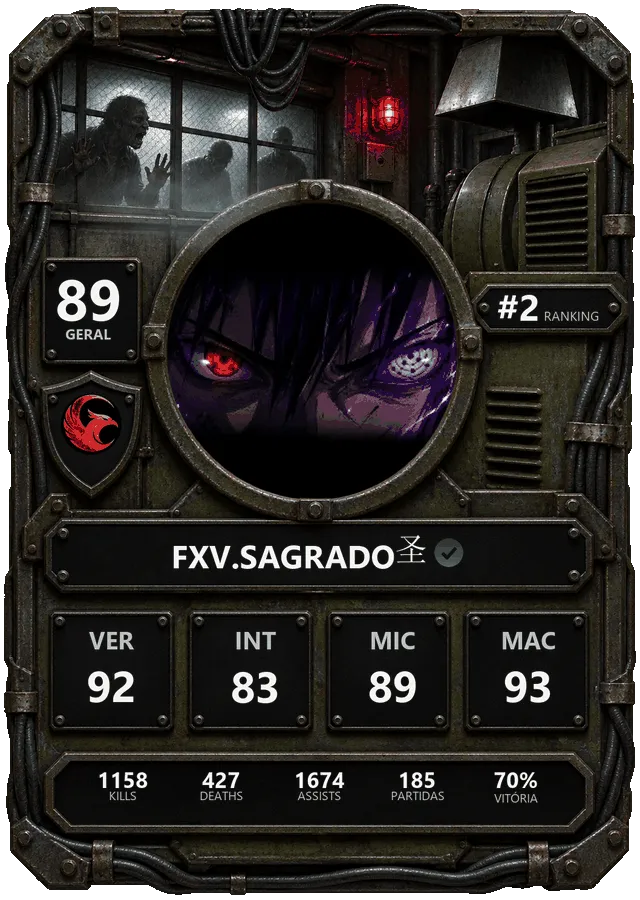 89
GERAL
#2 RANKING
FXV.SAGRADO圣
VER INT MIC MAC
92 83 89 93
1158 427 1674 185 70%
KILLS DEATHS ASSISTS PARTIDAS VITÓRIA